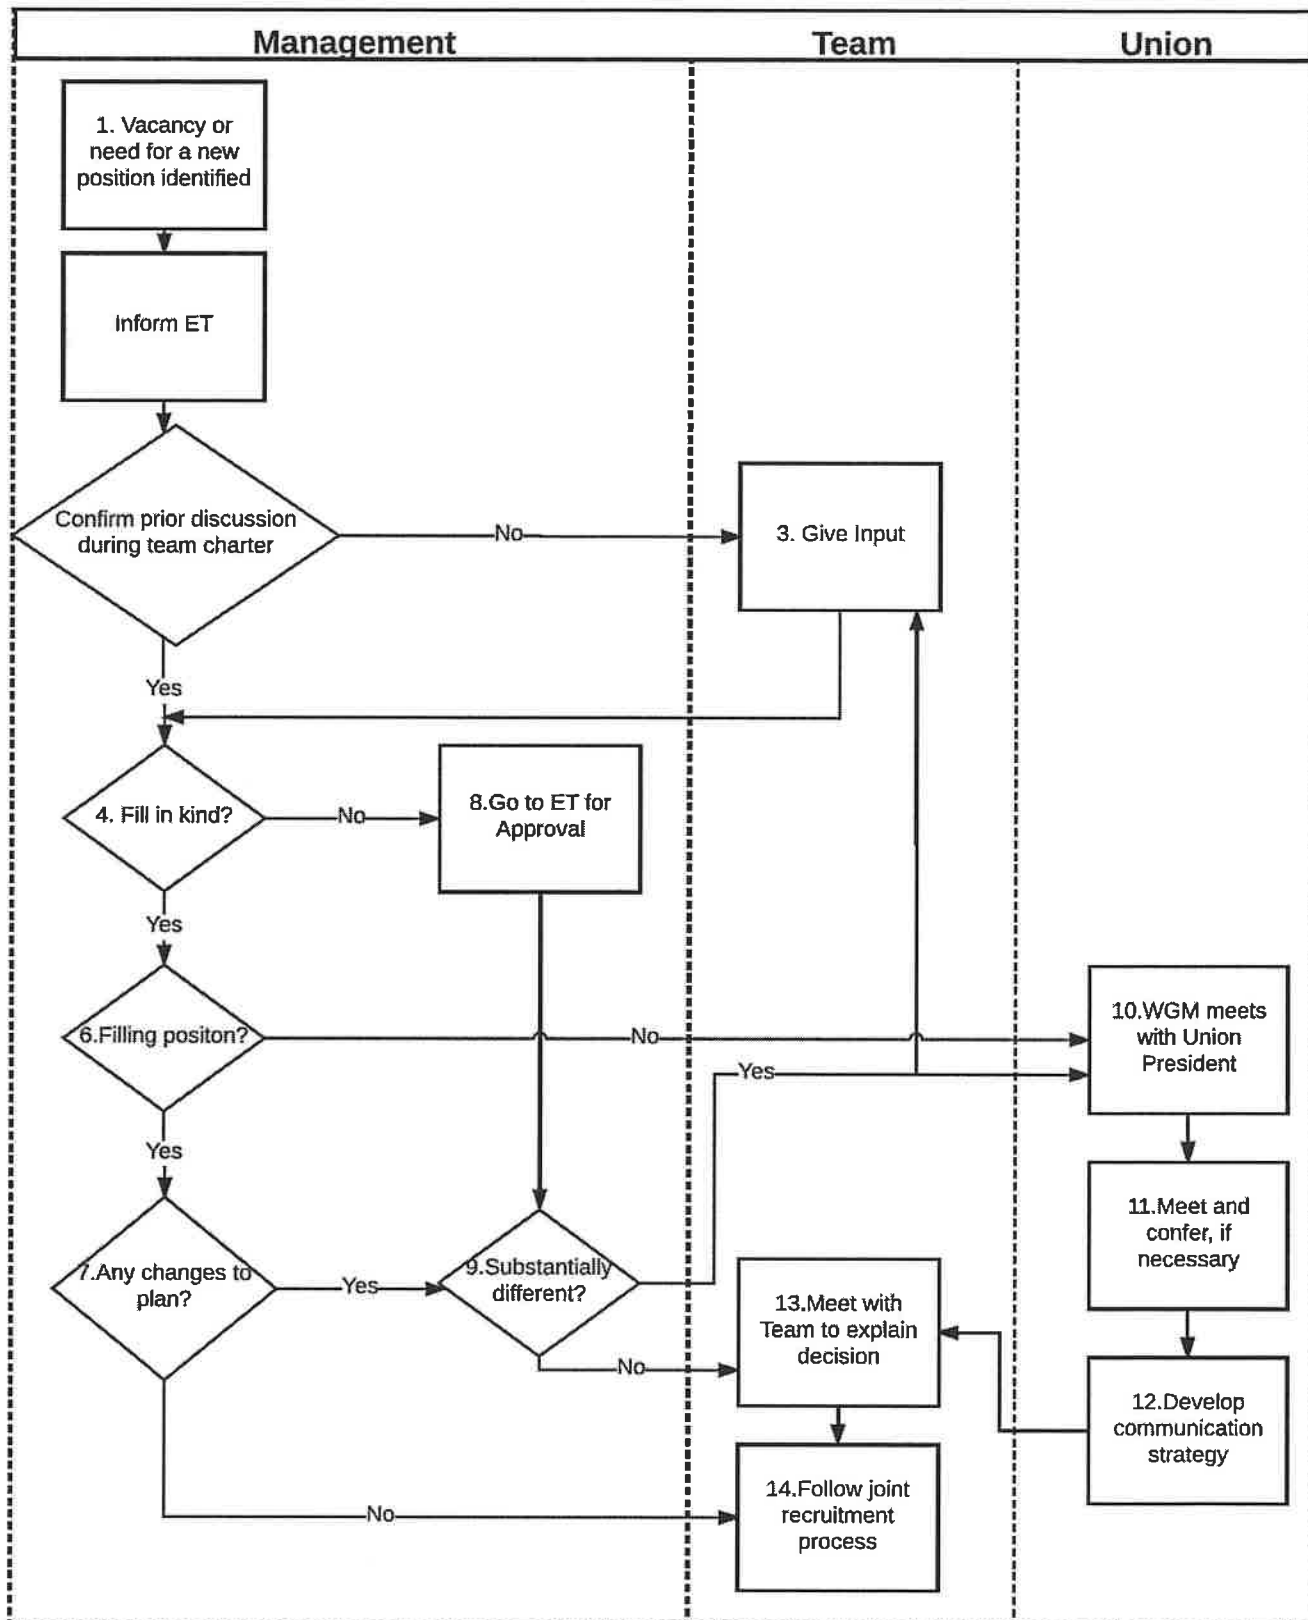 Management
Team
Union
1. Vacancy or
need for a new
position identified
Inform ET
Confirm prior discussion
during team charter
No
3. Give Input
Yes
4. Fill in kind?
No
8.Go to ET for
Approval
Yes
6.Filling positon?
No
10.WGM meets
with Union
President
Yes
Yes
7.Any changes to
plan?
Yes
9.Substantially
different?
11.Meet and
confer, if
necessary
13.Meet with
Team to explain
decision
No
12.Develop
communication
strategy
14.Follow joint
recruitment
process
No